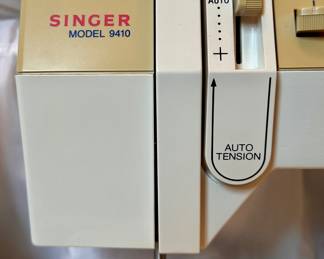 SINGER
MODEL 9410
AUTO
+
AUTO
TENSION